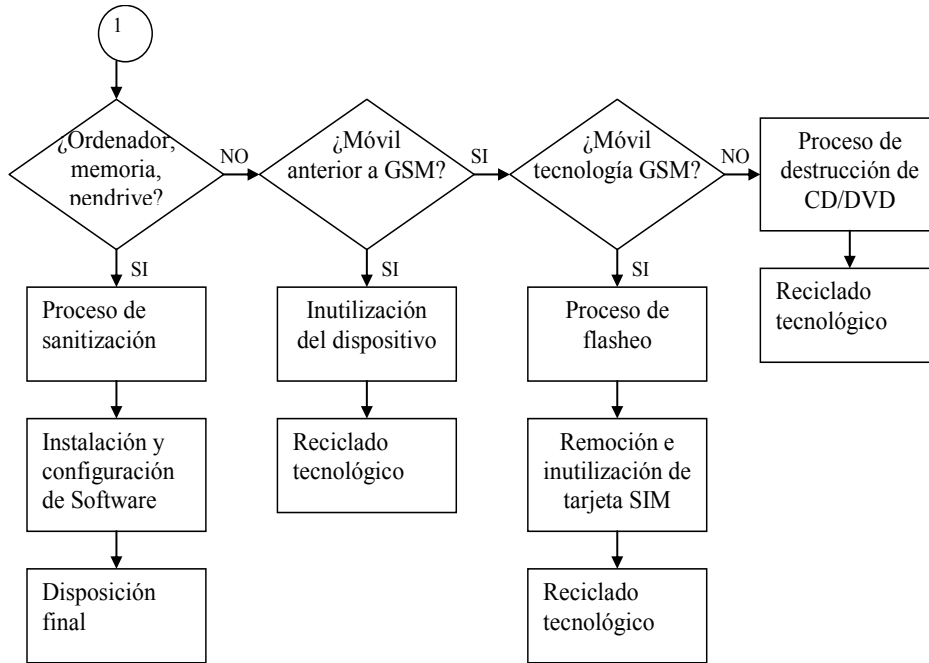 1
¿Ordenador,
memoria,
pendrive?
NO
SI
¿Móvil
anterior a GSM?
SI
SI
¿Móvil
tecnología GSM?
NO
SI
Proceso de
destrucción de
CD/DVD
Reciclado
tecnológico
Proceso de
sanitización
Instalación y
configuración
de Software
Disposición
final
Inutilización
del dispositivo
Reciclado
tecnológico
Proceso de
flasheo
Remoción e
inutilización de
tarjeta SIM
Reciclado
tecnológico